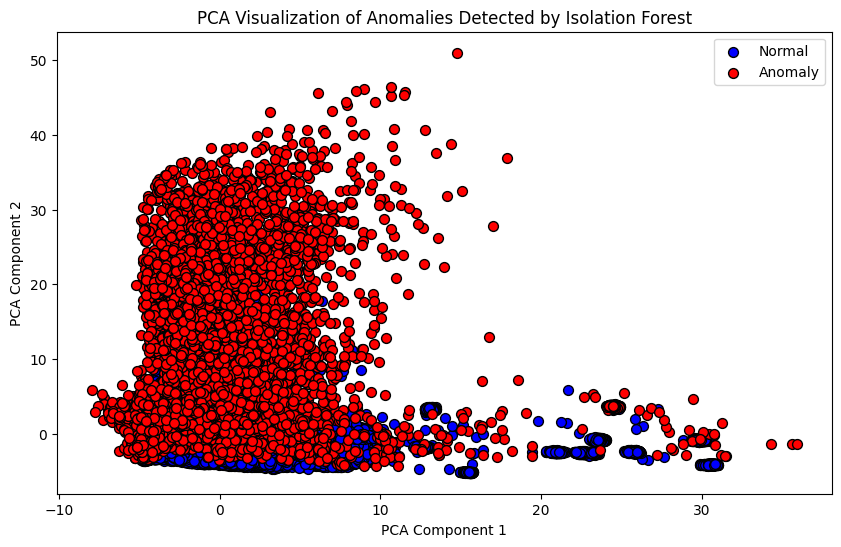 PCA Visualization of Anomalies Detected by Isolation Forest
Normal
Anomaly
50
40
30
20
10
0
PCA Component 2
−10
0
10
20
30
PCA Component 1